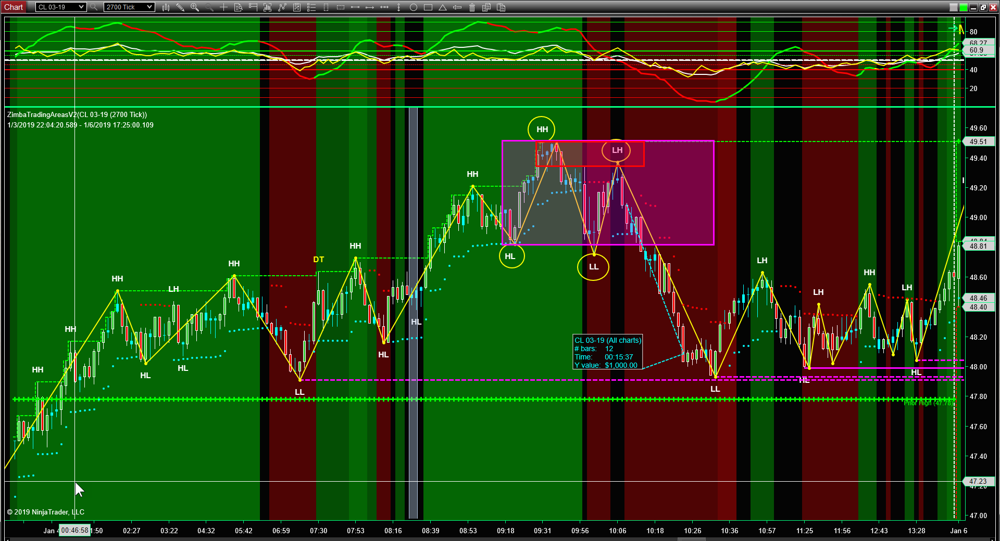 Chart
CL 03-19
2700 Tick
ZimbaTradingAreasV2(CL 03-19 (2700 Tick))
1/3/2019 22:04:20.589 - 1/6/2019 17:25:00.109
80
68.27
60.9
40
20
HH
LH
HH
HH
DT
HH
HH
LH
HH
HL
LL
HL
LH
HH
LH
LH
HH
HH
HL
HL
HL
HL
LL
LL
HL
HL
CL 03-19 (All charts)
# bars: 12
Time: 00:15:37
Y value: $1,000.00
Prior High (47.78)
49.60
49.51
49.40
49.20
49.00
48.81
48.60
48.46
48.40
48.20
48.00
47.80
47.60
47.40
47.23
47.00
© 2019 NinjaTrader, LLC
Jan 00:46:58 :50 02:27 03:22 04:32 05:42 06:59 07:30 07:53 08:16 08:39 08:53 09:18 09:31 09:56 10:06 10:18 10:26 10:36 10:57 11:25 11:56 12:43 13:28 Jan 6